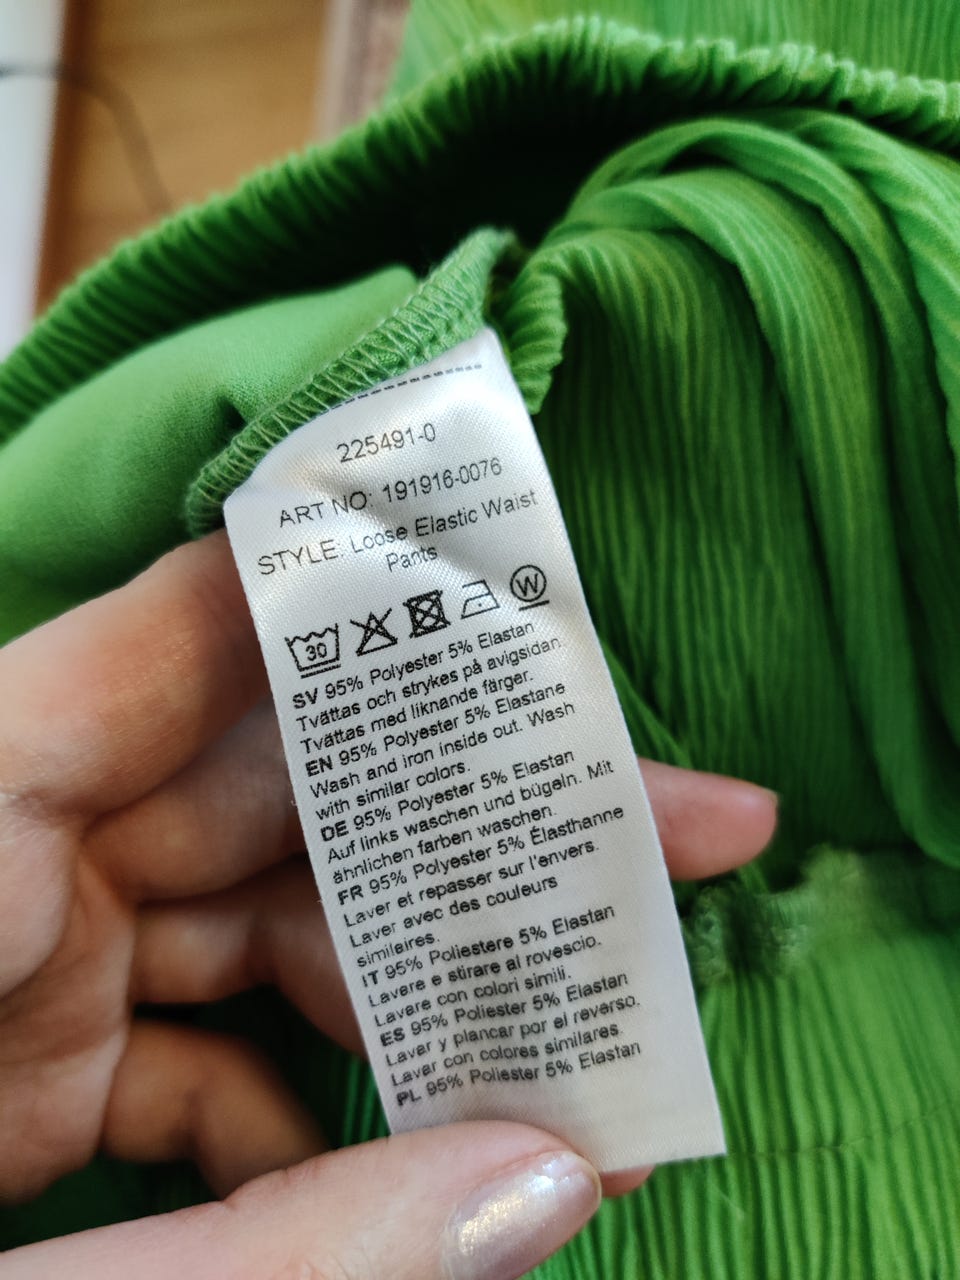 225491-0
ART NO: 191916-0076
STYLE: Loose Elastic Waist
Pants
30 W
SV 95% Polyester 5% Elastan
Tvättas och strykes på avigsidan.
Tvättas med liknande färger.
EN 95% Polyester 5% Elastane
Wash and iron inside out. Wash
with similar colors.
DE 95% Polyester 5% Elastan
Auf links waschen und bügeln. Mit
ähnlichen farben waschen.
FR 95% Polyester 5% Élasthanne
Laver et repasser sur l'envers.
Laver avec des couleurs
similaires.
IT 95% Poliestere 5% Elastan
Lavare e stirare al rovescio.
Lavare con colori simili.
ES 95% Poliester 5% Elastan
Lavar y plancar por el reverso.
Lavar con colores similares.
PL 95% Poliester 5% Elastan